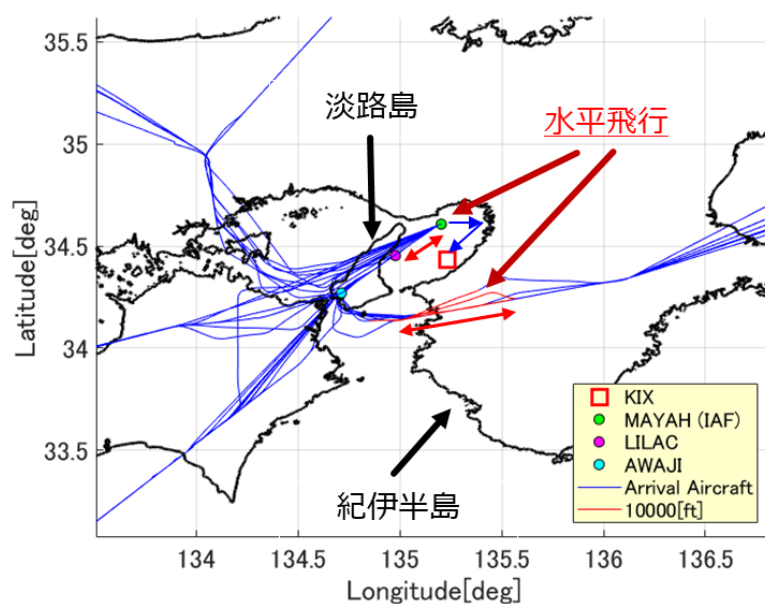 淡路島
水平飛行
紀伊半島
35.5
35
34.5
34
33.5
Latitude[deg]
134
134.5
135
135.5
136
136.5
Longitude[deg]
KIX
MAYAH (IAF)
LILAC
AWAJI
Arrival Aircraft
10000[ft]